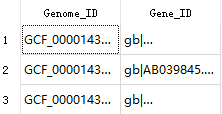 Genome_ID Gene_ID
1 GCF_0000143... gb|...
2 GCF_0000143... gb|AB039845....
3 GCF_0000143... gb|...